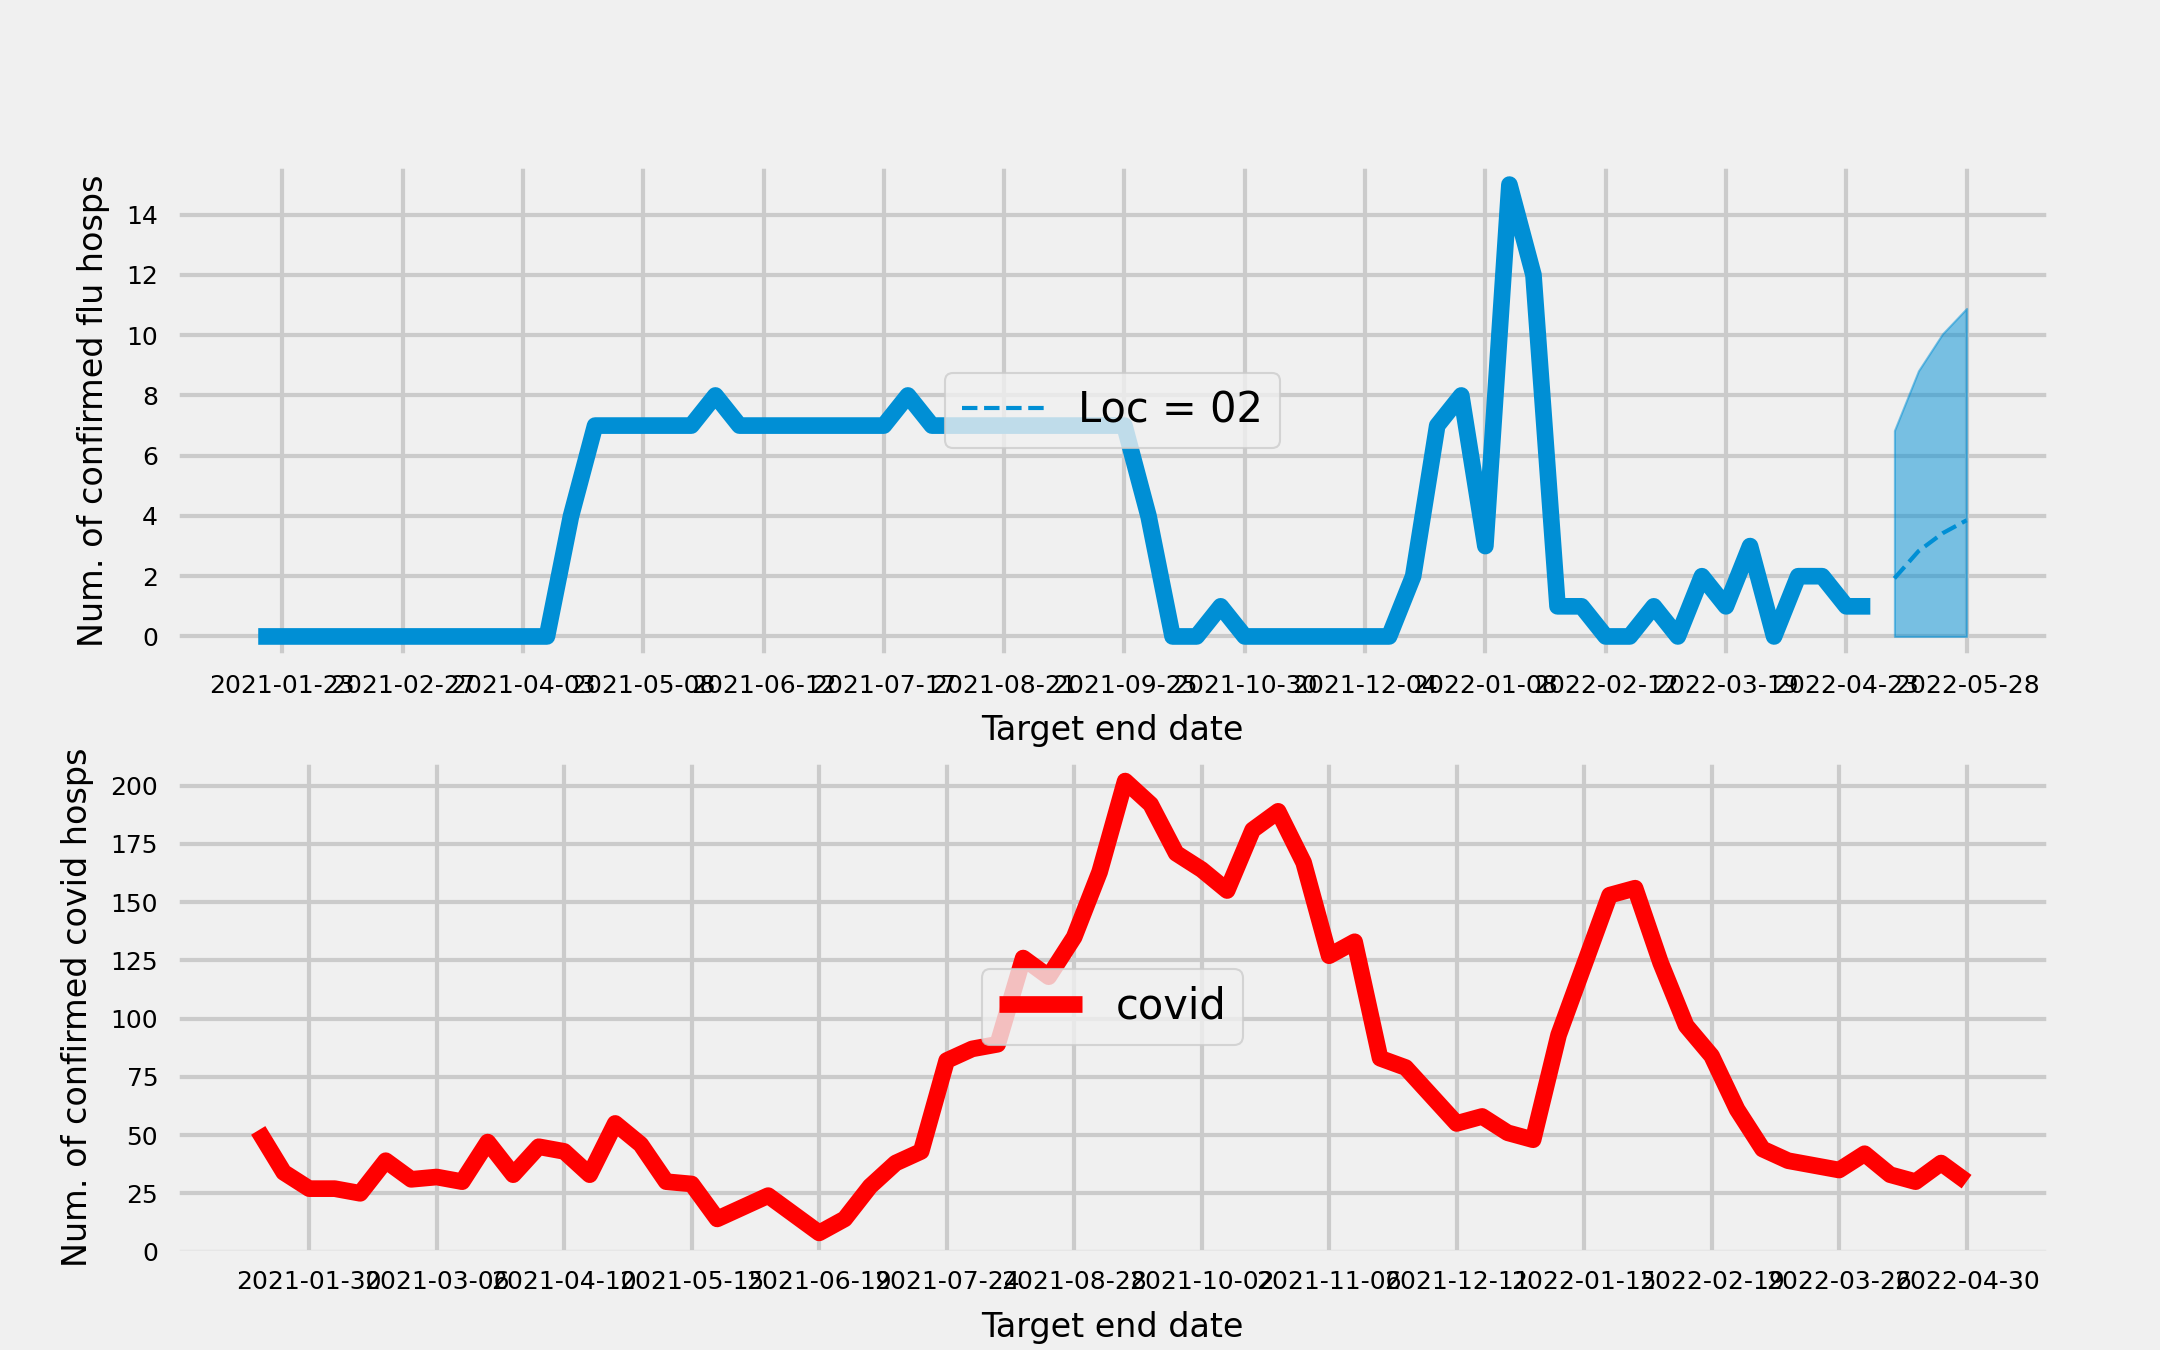 Num. of confirmed flu hosps
14
12
10
8
6
4
2
0
Loc = 02
2021-01-23 2021-02-27 2021-04-03 2021-05-08 2021-06-12 2021-07-17 2021-08-21 2021-09-25 2021-10-30 2021-12-04 2022-01-08 2022-02-12 2022-03-19 2022-04-23 2022-05-28
Target end date
Num. of confirmed covid hosps
200
175
150
125
100
75
50
25
0
covid
2021-01-30 2021-03-06 2021-04-10 2021-05-15 2021-06-19 2021-07-24 2021-08-28 2021-10-02 2021-11-06 2021-12-11 2022-01-15 2022-02-19 2022-03-26 2022-04-30
Target end date